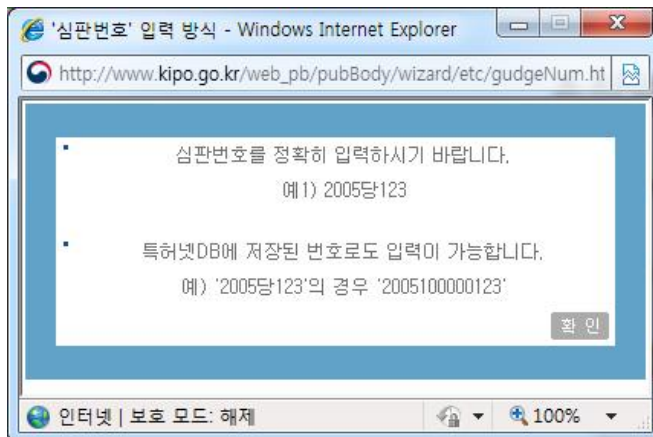 '심판번호' 입력 방식 - Windows Internet Explorer
http://www.kipo.go.kr/web_pb/pubBody/wizard/etc/gudgeNum.ht
심판번호를 정확히 입력하시기 바랍니다.
예1) 2005당123
특허넷DB에 저장된 번호로도 입력이 가능합니다.
예) '2005당123'의 경우 '2005100000123'
확 인
인터넷 | 보호 모드: 해제
100%